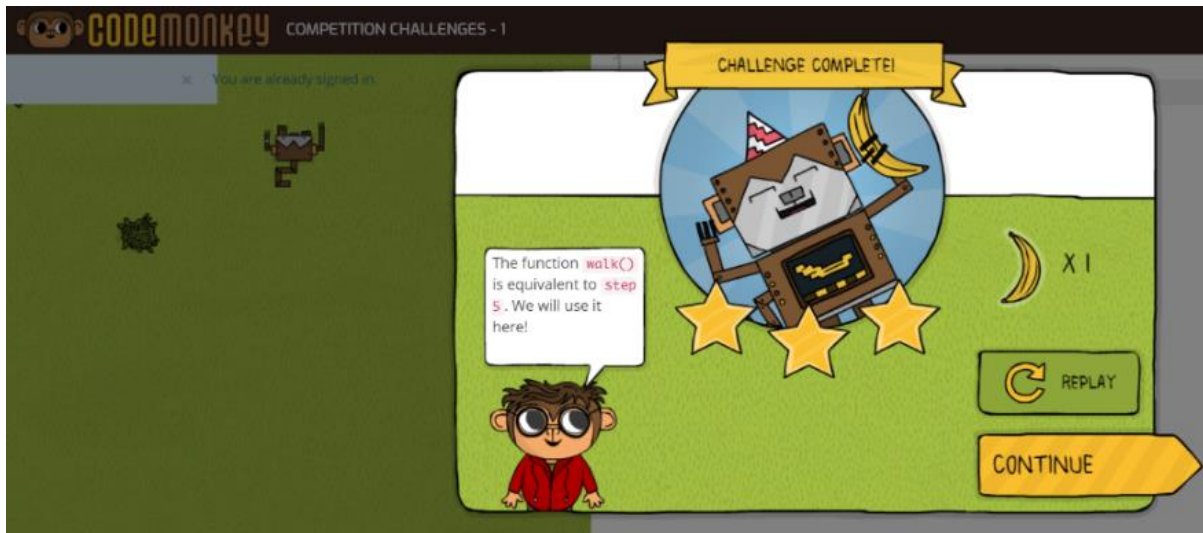 CODEMONKEY COMPETITION CHALLENGES - 1
× You are already signed in.
1
CHALLENGE COMPLETE!
The function walk()
is equivalent to step
5. We will use it
here!
X 1
REPLAY
CONTINUE